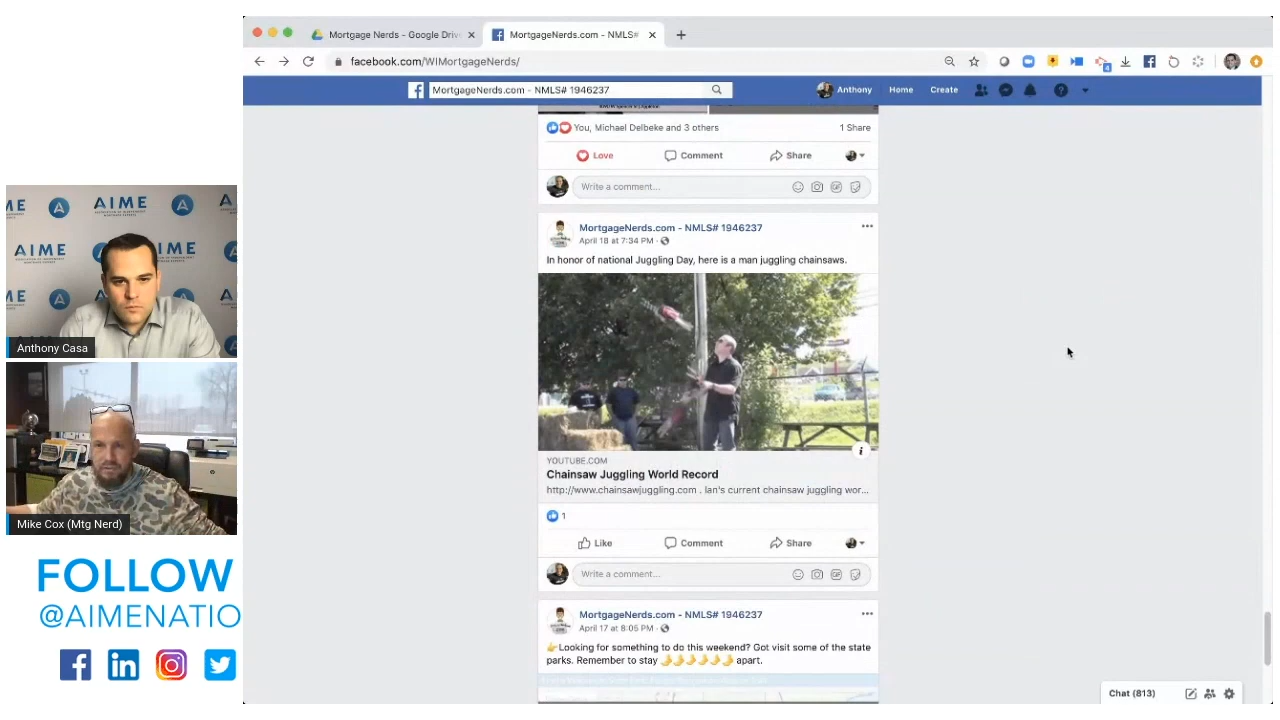 Mortgage Nerds - Google Driv
MortgageNerds.com - NMLS#
facebook.com/WIMortgageNerds/
MortgageNerds.com - NMLS# 1946237
Anthony
Home
Create
You, Michael Delbeke and 3 others
1 Share
Love
Comment
Share
Write a comment...
GIF
MortgageNerds.com - NMLS# 1946237
April 18 at 7:34 PM
In honor of national Juggling Day, here is a man juggling chainsaws.
YOUTUBE.COM
Chainsaw Juggling World Record
http://www.chainsawjuggling.com . Ian's current chainsaw juggling wor...
1
Like
Comment
Share
Write a comment...
GIF
MortgageNerds.com - NMLS# 1946237
April 17 at 8:05 PM
Looking for something to do this weekend? Got visit some of the state
parks. Remember to stay 🤌🤌🤌🤌🤌🤌 apart.
Chat (813)
AIME
AIME
Anthony Casa
Mike Cox (Mtg Nerd)
FOLLOW
@AIMENATIO